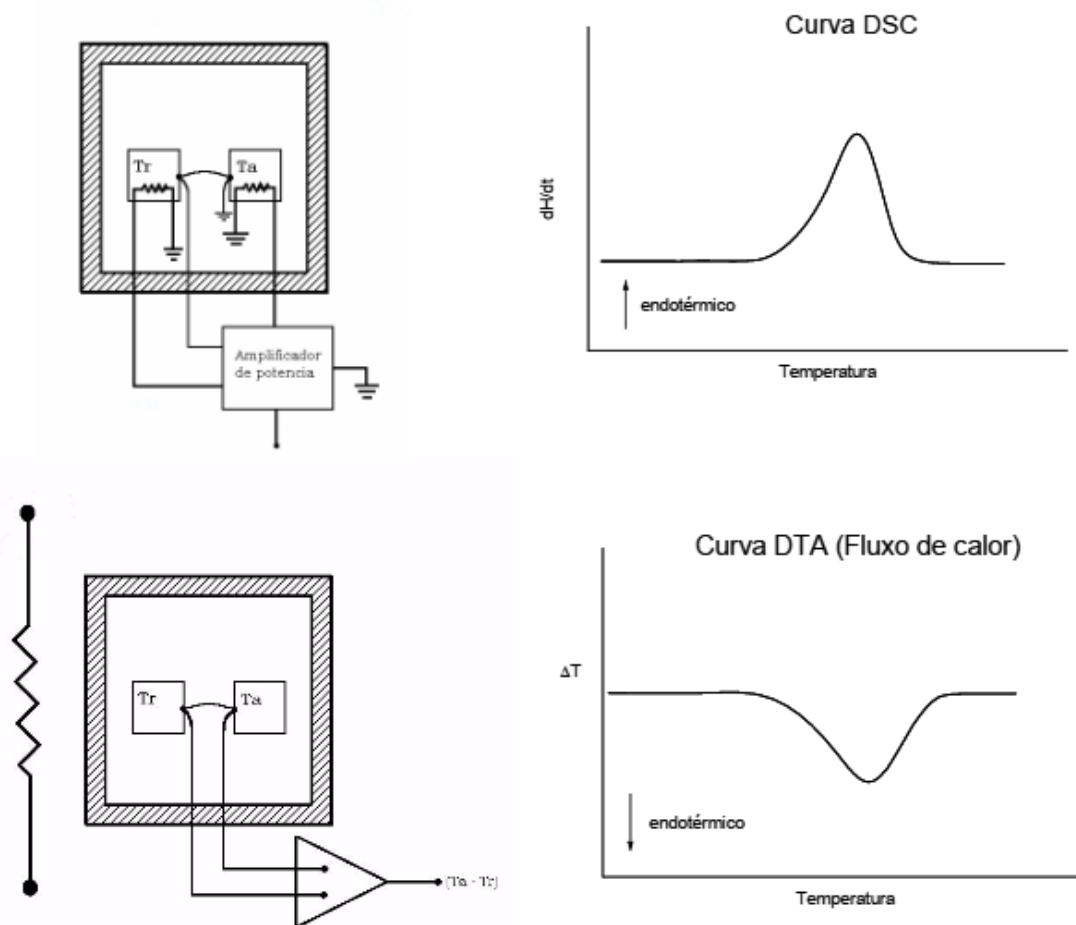 Tr
Ta
Amplificador
de potencia
Curva DSC
dH/dt
endotérmico
Temperatura
Tr
Ta
(Ta - Tr)
Curva DTA (Fluxo de calor)
ΔT
endotérmico
Temperatura